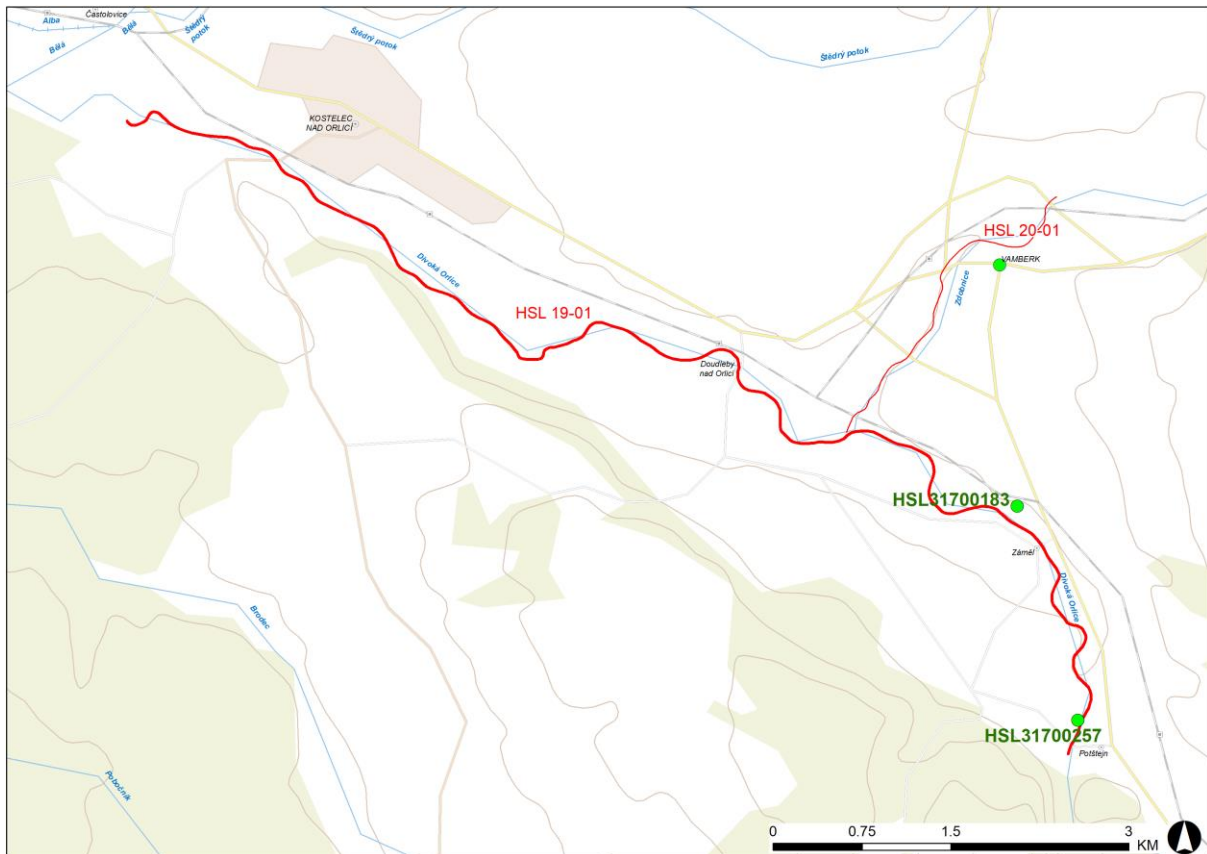 Častolovice
Alba
Bělá
Štědrý
potok
Bělá
Štědrý potok
Štědrý potok
KOSTELEC
NAD ORLICÍ
HSL 20-01
VAMBERK
Divoká Orlice
Zdobnice
HSL 19-01
Doudleby
nad Orlicí
HSL31700183
Záměl
Divoká Orlice
Brodec
HSL31700257
Potštejn
Pobočník
0 0.75 1.5 3
KM